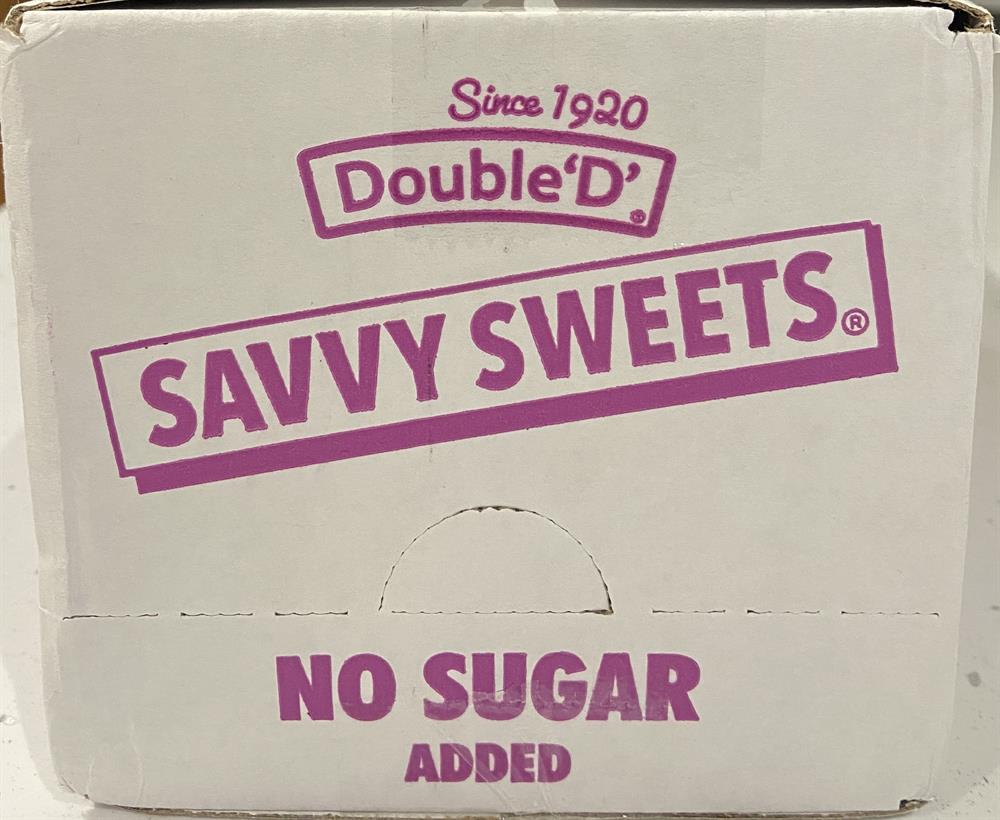 Since 1920
Double 'D'®
SAVVY SWEETS®
NO SUGAR
ADDED